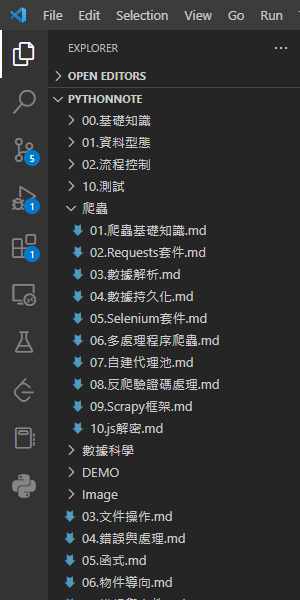 File Edit Selection View Go Run
EXPLORER
OPEN EDITORS
PYTHONNOTE
00.基礎知識
01.資料型態
02.流程控制
10.測試
爬蟲
01.爬蟲基礎知識.md
02.Requests套件.md
03.數據解析.md
04.數據持久化.md
05.Selenium套件.md
06.多處理程序爬蟲.md
07.自建代理池.md
08.反爬驗證碼處理.md
09.Scrapy框架.md
10.js解密.md
數據科學
DEMO
Image
03.文件操作.md
04.錯誤與處理.md
05.函式.md
06.物件導向.md
5
1
1